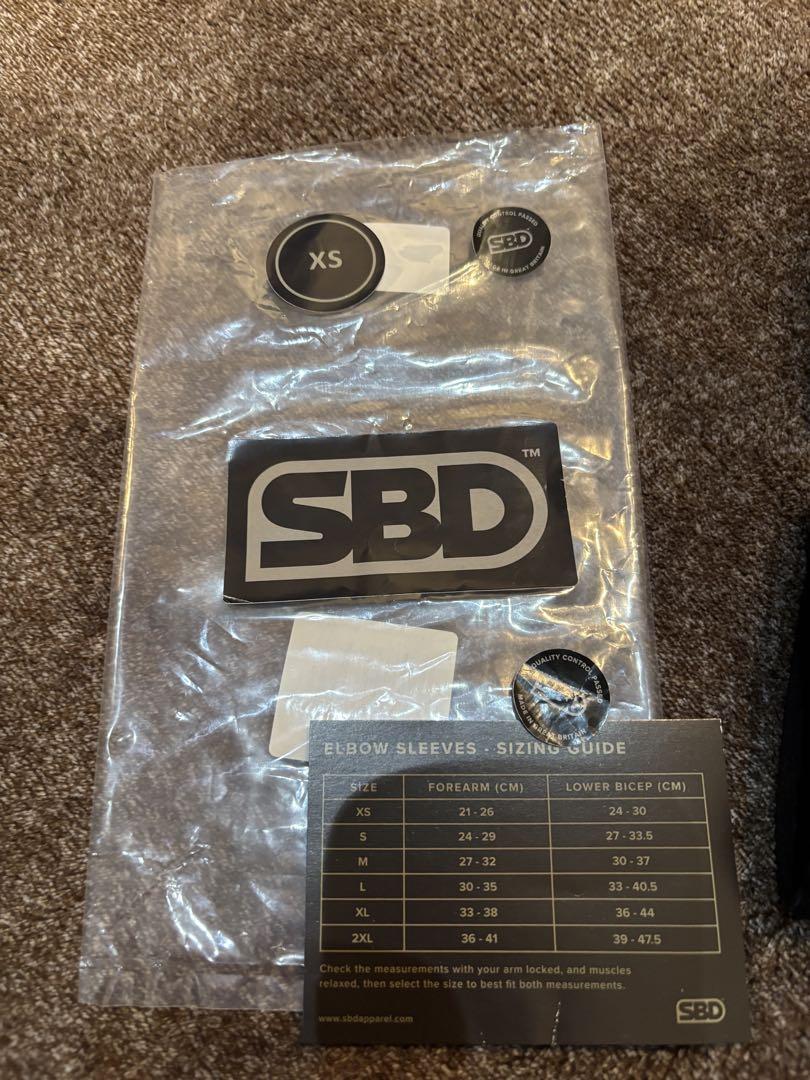 XS
QUALITY CONTROL PASSED
SBD
MADE IN GREAT BRITAIN
SBD™
QUALITY CONTROL PASSED
MADE IN GREAT BRITAIN
ELBOW SLEEVES - SIZING GUIDE
SIZE FOREARM (CM) LOWER BICEP (CM)
XS 21 - 26 24 - 30
S 24 - 29 27 - 33.5
M 27 - 32 30 - 37
L 30 - 35 33 - 40.5
XL 33 - 38 36 - 44
2XL 36 - 41 39 - 47.5
Check the measurements with your arm locked, and muscles
relaxed, then select the size to best fit both measurements.
www.sbdapparel.com
SBD